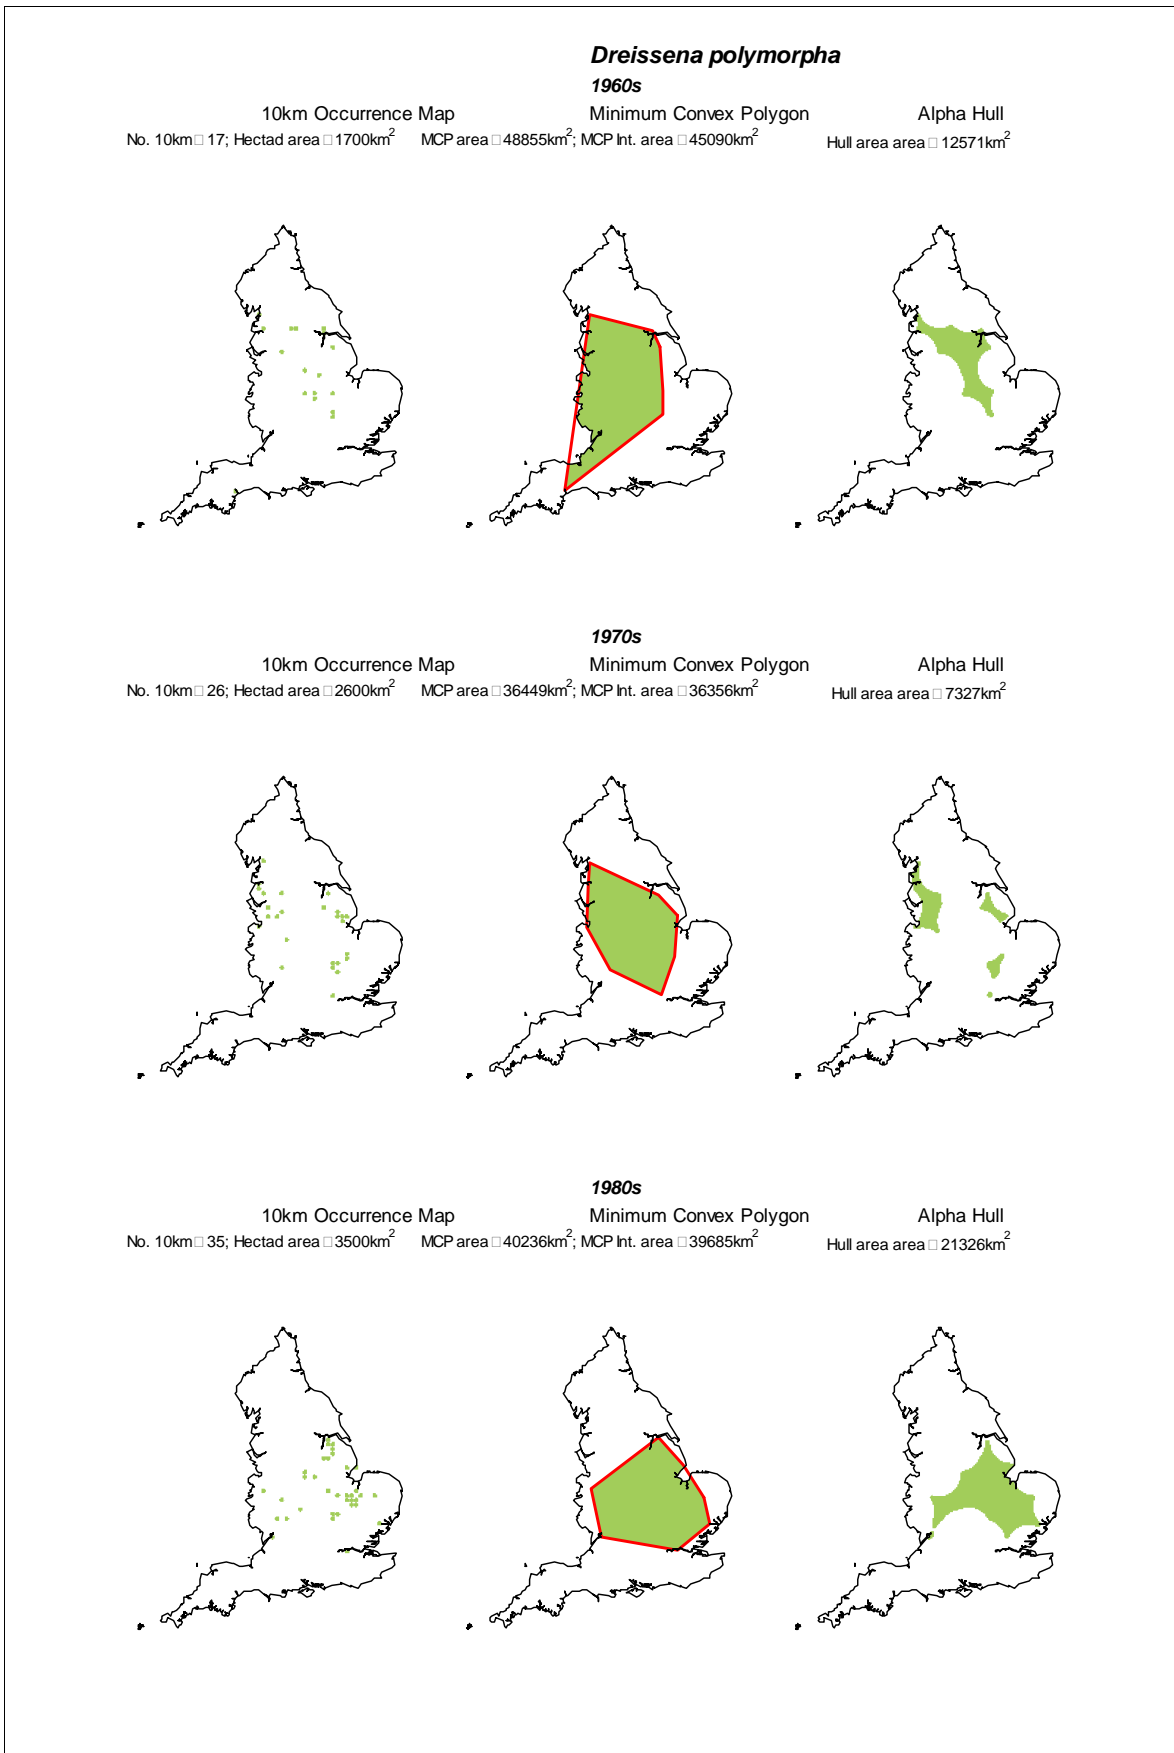 Dreissena polymorpha
1960s
10km Occurrence Map Minimum Convex Polygon Alpha Hull
No. 10km□17; Hectad area□1700km² MCP area□48855km²; MCP Int. area□45090km² Hull area area□12571km²
1970s
10km Occurrence Map Minimum Convex Polygon Alpha Hull
No. 10km□26; Hectad area□2600km² MCP area□36449km²; MCP Int. area□36356km² Hull area area□7327km²
1980s
10km Occurrence Map Minimum Convex Polygon Alpha Hull
No. 10km□35; Hectad area□3500km² MCP area□40236km²; MCP Int. area□39685km² Hull area area□21326km²